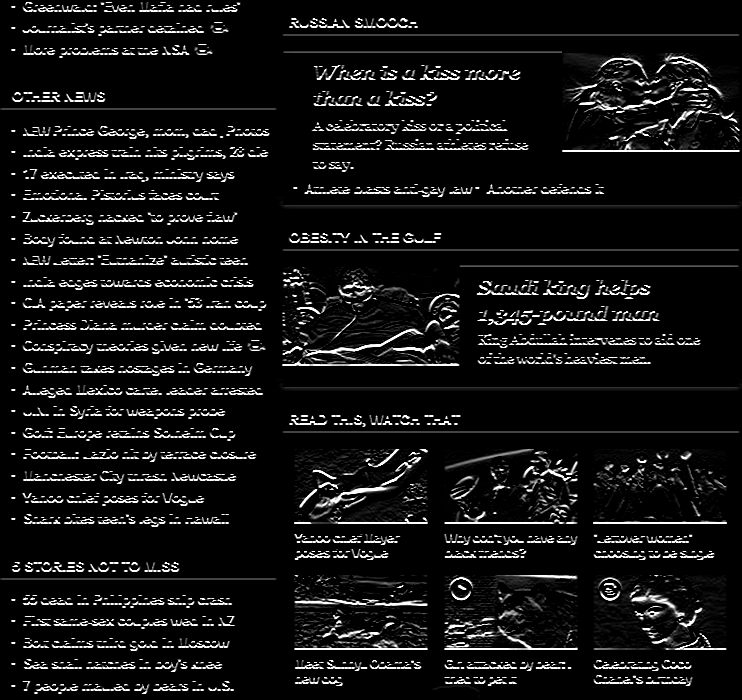 - Greenwald: 'Even Mafia had rules'
- Journalist's partner detained
- More problems at the NSA
OTHER NEWS
- NEW Prince George, mom, dad | Photos
- India express train hits pilgrims, 28 die
- 17 executed in Iraq, ministry says
- Emotional Pistorius faces court
- Zuckerberg hacked 'to prove flaw'
- Body found at Newton-John home
- NEW Letter: "Euthanize" autistic teen
- India edges towards economic crisis
- CIA paper reveals role in '53 Iran coup
- Princess Diana murder claim doubted
- Conspiracy theories given new life
- Gunman takes hostages in Germany
- Alleged Mexico cartel leader arrested
- U.N. in Syria for weapons probe
- Golf: Europe retains Solheim Cup
- Football: Lazio hit by terrace closure
- Manchester City thrash Newcastle
- Yahoo chief poses for Vogue
- Shark bites teen's legs in Hawaii
5 STORIES NOT TO MISS
- 55 dead in Philippines ship crash
- First same-sex couples wed in NZ
- Bolt claims third gold in Moscow
- Sea snail hatches in boy's knee
- 7 people mauled by bears in U.S.
RUSSIAN SMOOCH
When is a kiss more
than a kiss?
A celebratory kiss or a political
statement? Russian athletes refuse
to say.
- Athlete blasts anti-gay law - Another defends it
OBESITY IN THE GULF
Saudi king helps
1,345-pound man
King Abdullah intervenes to aid one
of the world's heaviest men.
READ THIS, WATCH THAT
Yahoo chief Mayer
poses for Vogue
Why don't you have any
black friends?
"Leftover women"
choosing to be single
Meet Sunny, Obama's
new dog
Girl attacked by bear: I
tried to pet it
Celebrating Coco
Chanel's birthday